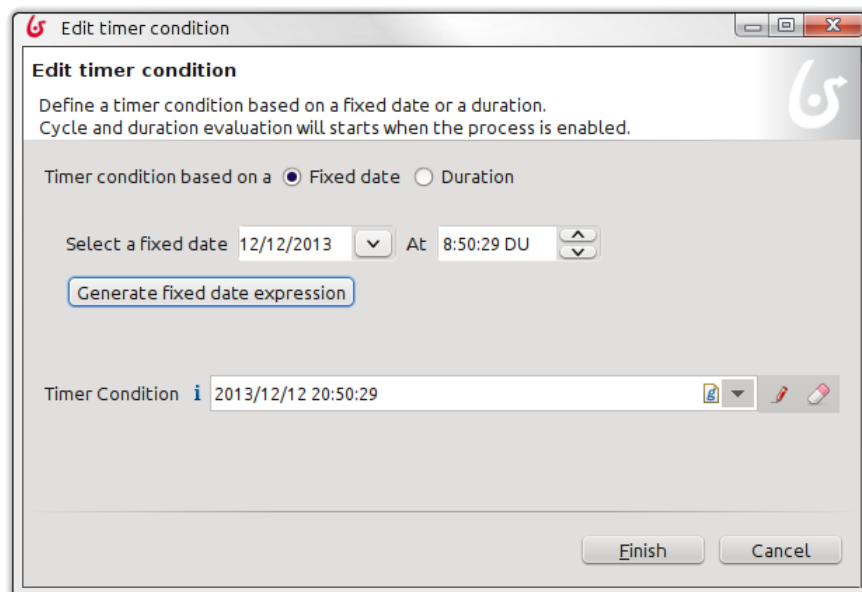 Edit timer condition
Edit timer condition
Define a timer condition based on a fixed date or a duration.
Cycle and duration evaluation will starts when the process is enabled.
Timer condition based on a Fixed date Duration
Select a fixed date 12/12/2013 At 8:50:29 DU
Generate fixed date expression
Timer Condition i 2013/12/12 20:50:29 g
Finish Cancel